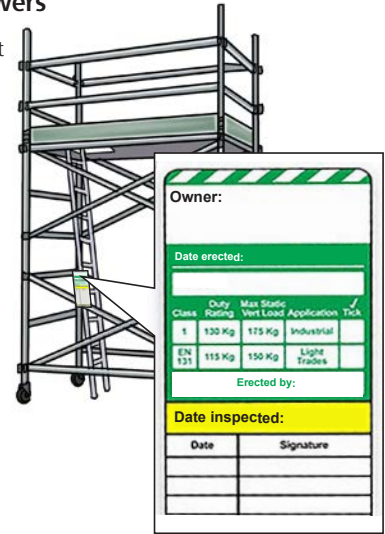 wers
t
Owner:
Date erected:
Class Duty Rating Max Static Vert Load Application Tick
1 130 Kg 175 Kg Industrial
EN 131 115 Kg 150 Kg Light Trades
Erected by:
Date inspected:
Date Signature